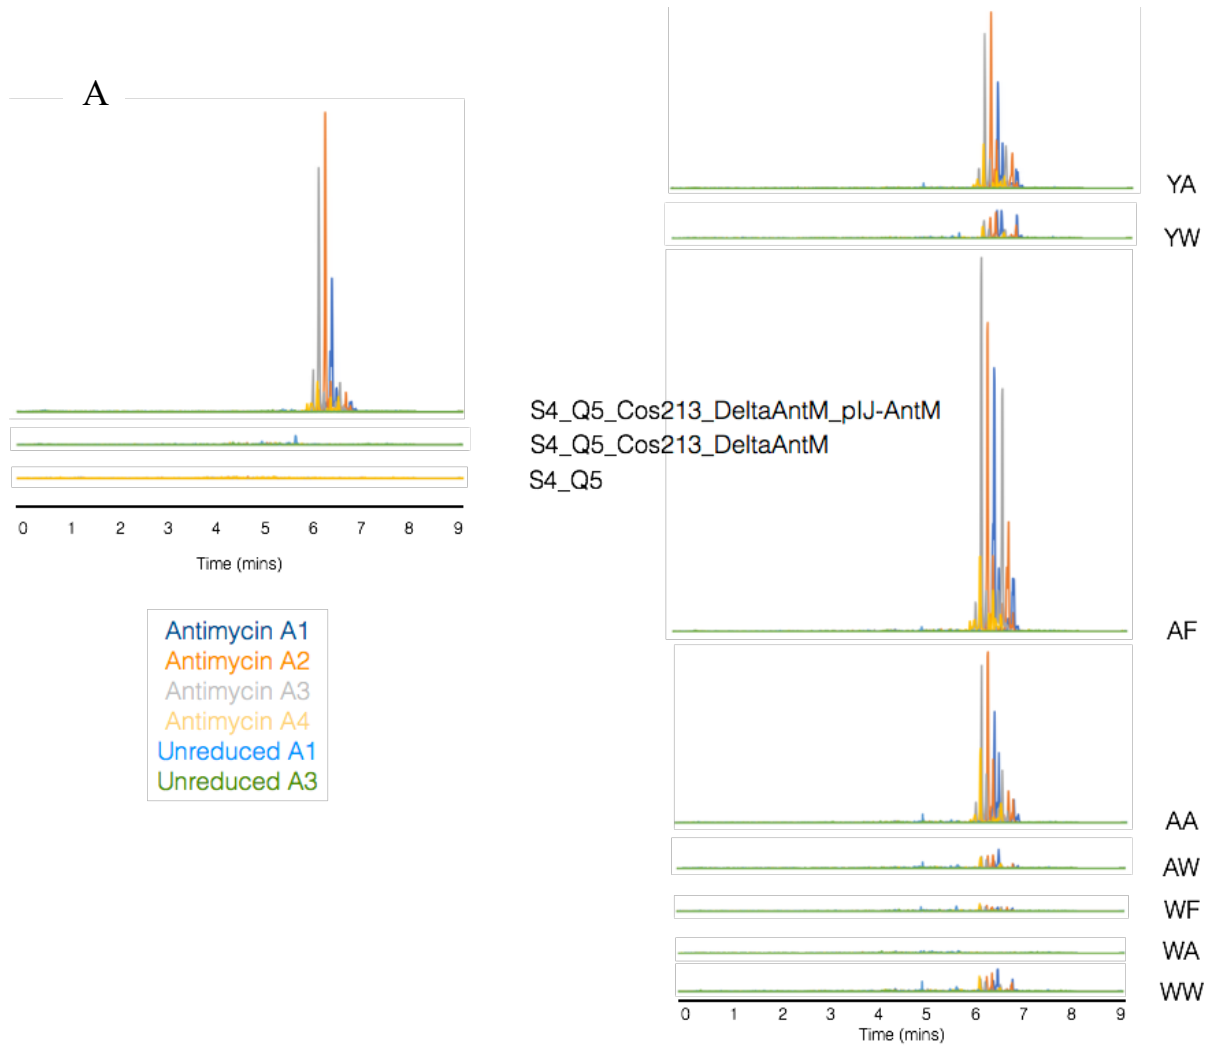 A
S4_Q5_Cos213_DeltaAntM_pIJ-AntM
S4_Q5_Cos213_DeltaAntM
S4_Q5
0 1 2 3 4 5 6 7 8 9
Time (mins)
Antimycin A1
Antimycin A2
Antimycin A3
Antimycin A4
Unreduced A1
Unreduced A3
YA
YW
AF
AA
AW
WF
WA
WW
0 1 2 3 4 5 6 7 8 9
Time (mins)